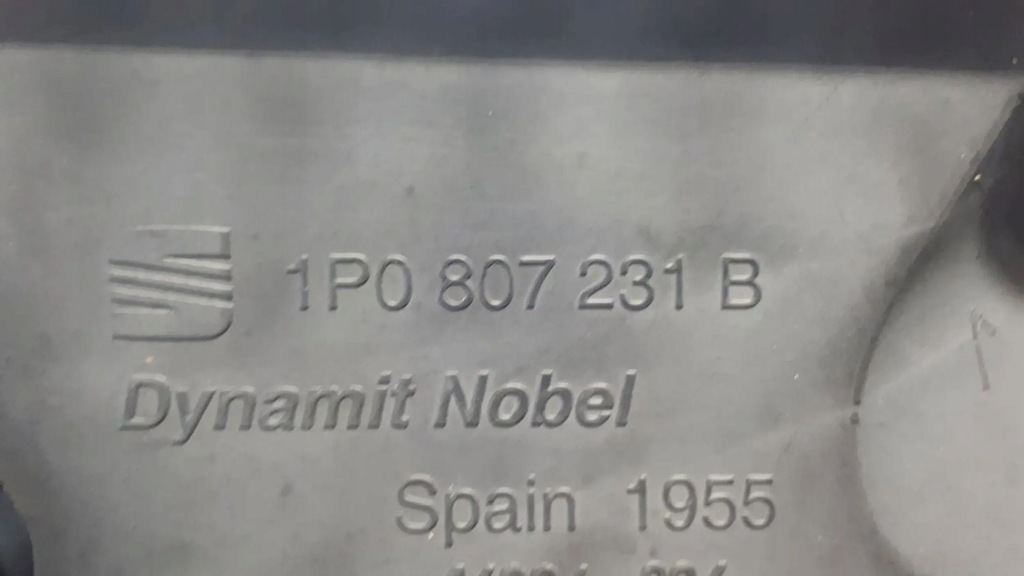 1P0 807 231 B
Dynamit Nobel
Spain 1955